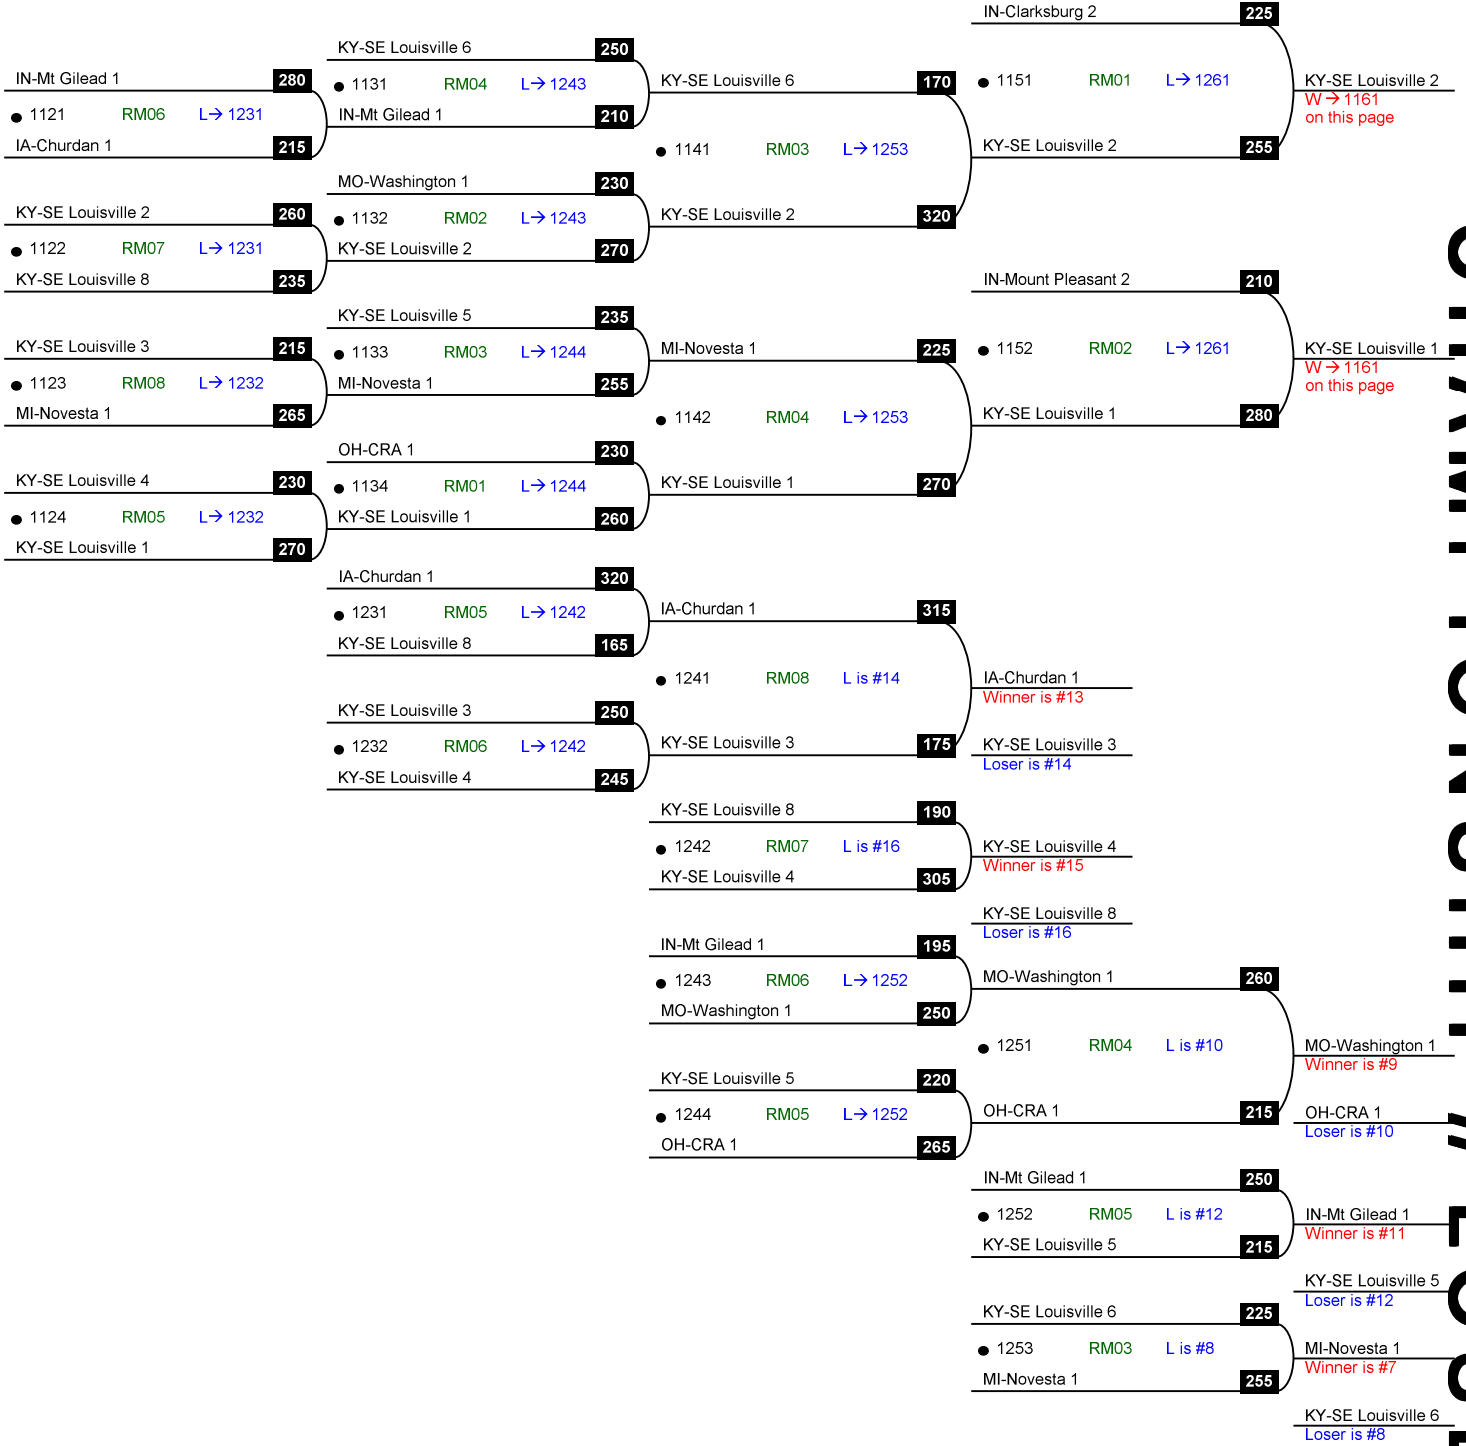 IN-Mt Gilead 1 280
1121 RM06 L→ 1231
IA-Churdan 1 215
KY-SE Louisville 2 260
1122 RM07 L→ 1231
KY-SE Louisville 8 235
KY-SE Louisville 3 215
1123 RM08 L→ 1232
MI-Novesta 1 265
KY-SE Louisville 4 230
1124 RM05 L→ 1232
KY-SE Louisville 1 270
KY-SE Louisville 6 250
1131 RM04 L→ 1243
IN-Mt Gilead 1 210
MO-Washington 1 230
1132 RM02 L→ 1243
KY-SE Louisville 2 270
KY-SE Louisville 5 235
1133 RM03 L→ 1244
MI-Novesta 1 255
OH-CRA 1 230
1134 RM01 L→ 1244
KY-SE Louisville 1 260
IA-Churdan 1 320
1231 RM05 L→ 1242
KY-SE Louisville 8 165
KY-SE Louisville 3 250
1232 RM06 L→ 1242
KY-SE Louisville 4 245
KY-SE Louisville 6 170
1141 RM03 L→ 1253
KY-SE Louisville 2 320
MI-Novesta 1 225
1142 RM04 L→ 1253
KY-SE Louisville 1 270
IA-Churdan 1 315
1241 RM08 L is #14
KY-SE Louisville 3 175
KY-SE Louisville 8 190
1242 RM07 L is #16
KY-SE Louisville 4 305
IN-Mt Gilead 1 195
1243 RM06 L→ 1252
MO-Washington 1 250
KY-SE Louisville 5 220
1244 RM05 L→ 1252
OH-CRA 1 265
IN-Clarksburg 2 225
1151 RM01 L→ 1261
KY-SE Louisville 2 255
IN-Mount Pleasant 2 210
1152 RM02 L→ 1261
KY-SE Louisville 1 280
IA-Churdan 1
Winner is #13
KY-SE Louisville 3
Loser is #14
KY-SE Louisville 4
Winner is #15
KY-SE Louisville 8
Loser is #16
MO-Washington 1 260
1251 RM04 L is #10
OH-CRA 1 215
IN-Mt Gilead 1 250
1252 RM05 L is #12
KY-SE Louisville 5 215
KY-SE Louisville 6 225
1253 RM03 L is #8
MI-Novesta 1 255
KY-SE Louisville 2
W → 1161
on this page
KY-SE Louisville 1
W → 1161
on this page
MO-Washington 1
Winner is #9
OH-CRA 1
Loser is #10
IN-Mt Gilead 1
Winner is #11
KY-SE Louisville 5
Loser is #12
MI-Novesta 1
Winner is #7
KY-SE Louisville 6
Loser is #8